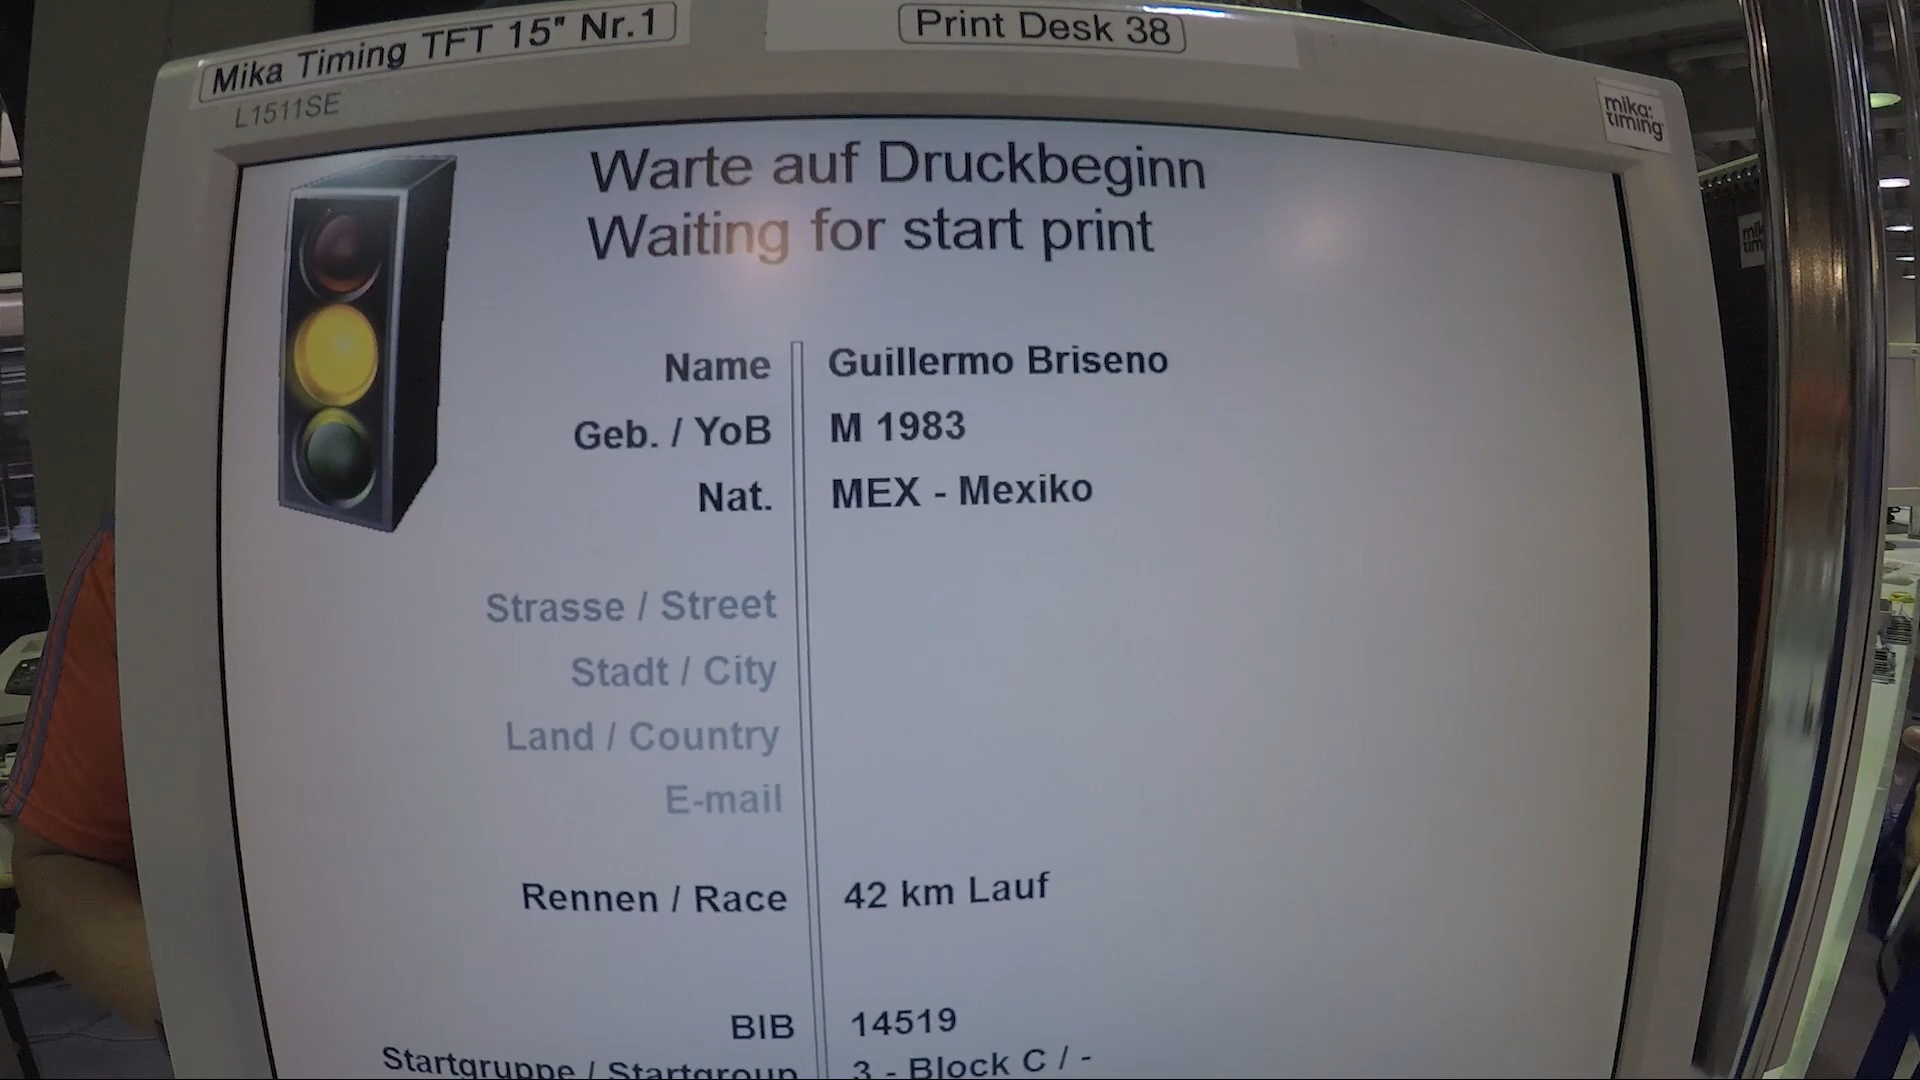 Mika Timing TFT 15" Nr.1
Print Desk 38
L1511SE
mika:
timing
Warte auf Druckbeginn
Waiting for start print
Name Guillermo Briseno
Geb. / YoB M 1983
Nat. MEX - Mexiko
Strasse / Street
Stadt / City
Land / Country
E-mail
Rennen / Race 42 km Lauf
BIB 14519
Startgruppe / Startgroup 3 - Block C / -